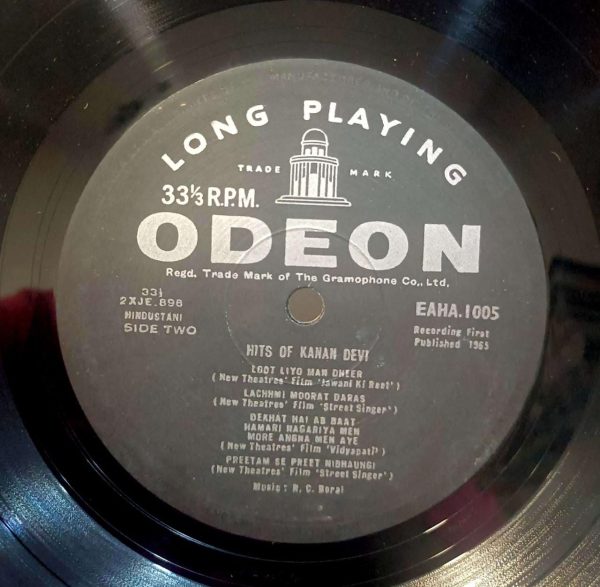 LONG PLAYING
TRADE MARK
33⅓ R.P.M.
ODEON
Regd. Trade Mark of The Gramophone Co., Ltd.
33⅓
2XJE.898
HINDUSTANI
SIDE TWO
EAHA.1005
Recording First
Published 1965
HITS OF KANAN DEVI
LOOT LIYO MAN DHEER
(New Theatres' Film 'Jawani Ki Reet')
LACHHMI MOORAT DARAS
(New Theatres' Film 'Street Singer')
DEKHAT HAI AB BAAT
HAMARI NAGARIYA MEN
MORE ANGNA MEN AYE
(New Theatres' Film 'Vidyapati')
PREETAM SE PREET NIBHAUNGI
(New Theatres' Film 'Street Singer')
Music: R. C. Boral